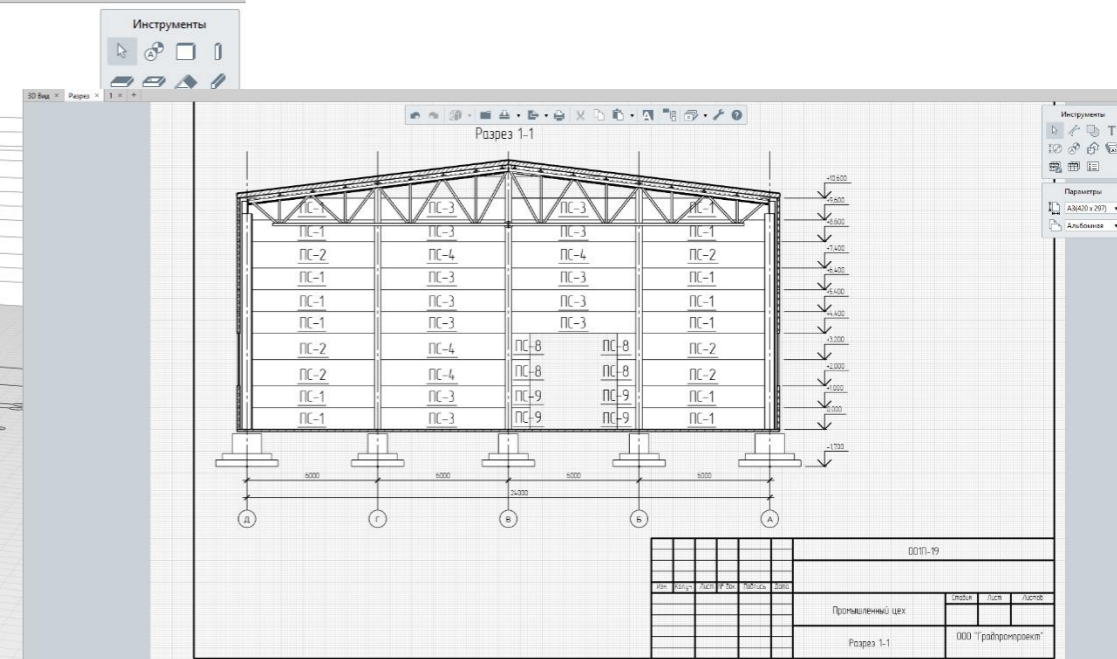 Инструменты
3D Вид × Разрез × 1 × +
Инструменты
Параметры
А3(420 x 297)
Альбомная
Разрез 1-1
+10,600
+9,600
+8,600
+7,400
+6,400
+5,400
+4,400
+3,200
+2,000
+1,000
0,000
-1,700
ПС-1 ПС-3 ПС-3 ПС-1
ПС-1 ПС-3 ПС-3 ПС-1
ПС-2 ПС-4 ПС-4 ПС-2
ПС-1 ПС-3 ПС-3 ПС-1
ПС-1 ПС-3 ПС-3 ПС-1
ПС-1 ПС-3 ПС-3 ПС-1
ПС-2 ПС-4 ПС-8 ПС-8 ПС-2
ПС-2 ПС-4 ПС-8 ПС-8 ПС-2
ПС-1 ПС-3 ПС-9 ПС-9 ПС-1
ПС-1 ПС-3 ПС-9 ПС-9 ПС-1
6000 6000 6000 6000
24000
Д Г В Б А
001П-19
Изм. Кол.уч. Лист № док. Подпись Дата
Промышленный цех
Стадия Лист Листов
Разрез 1-1
ООО "Градпромпроект"